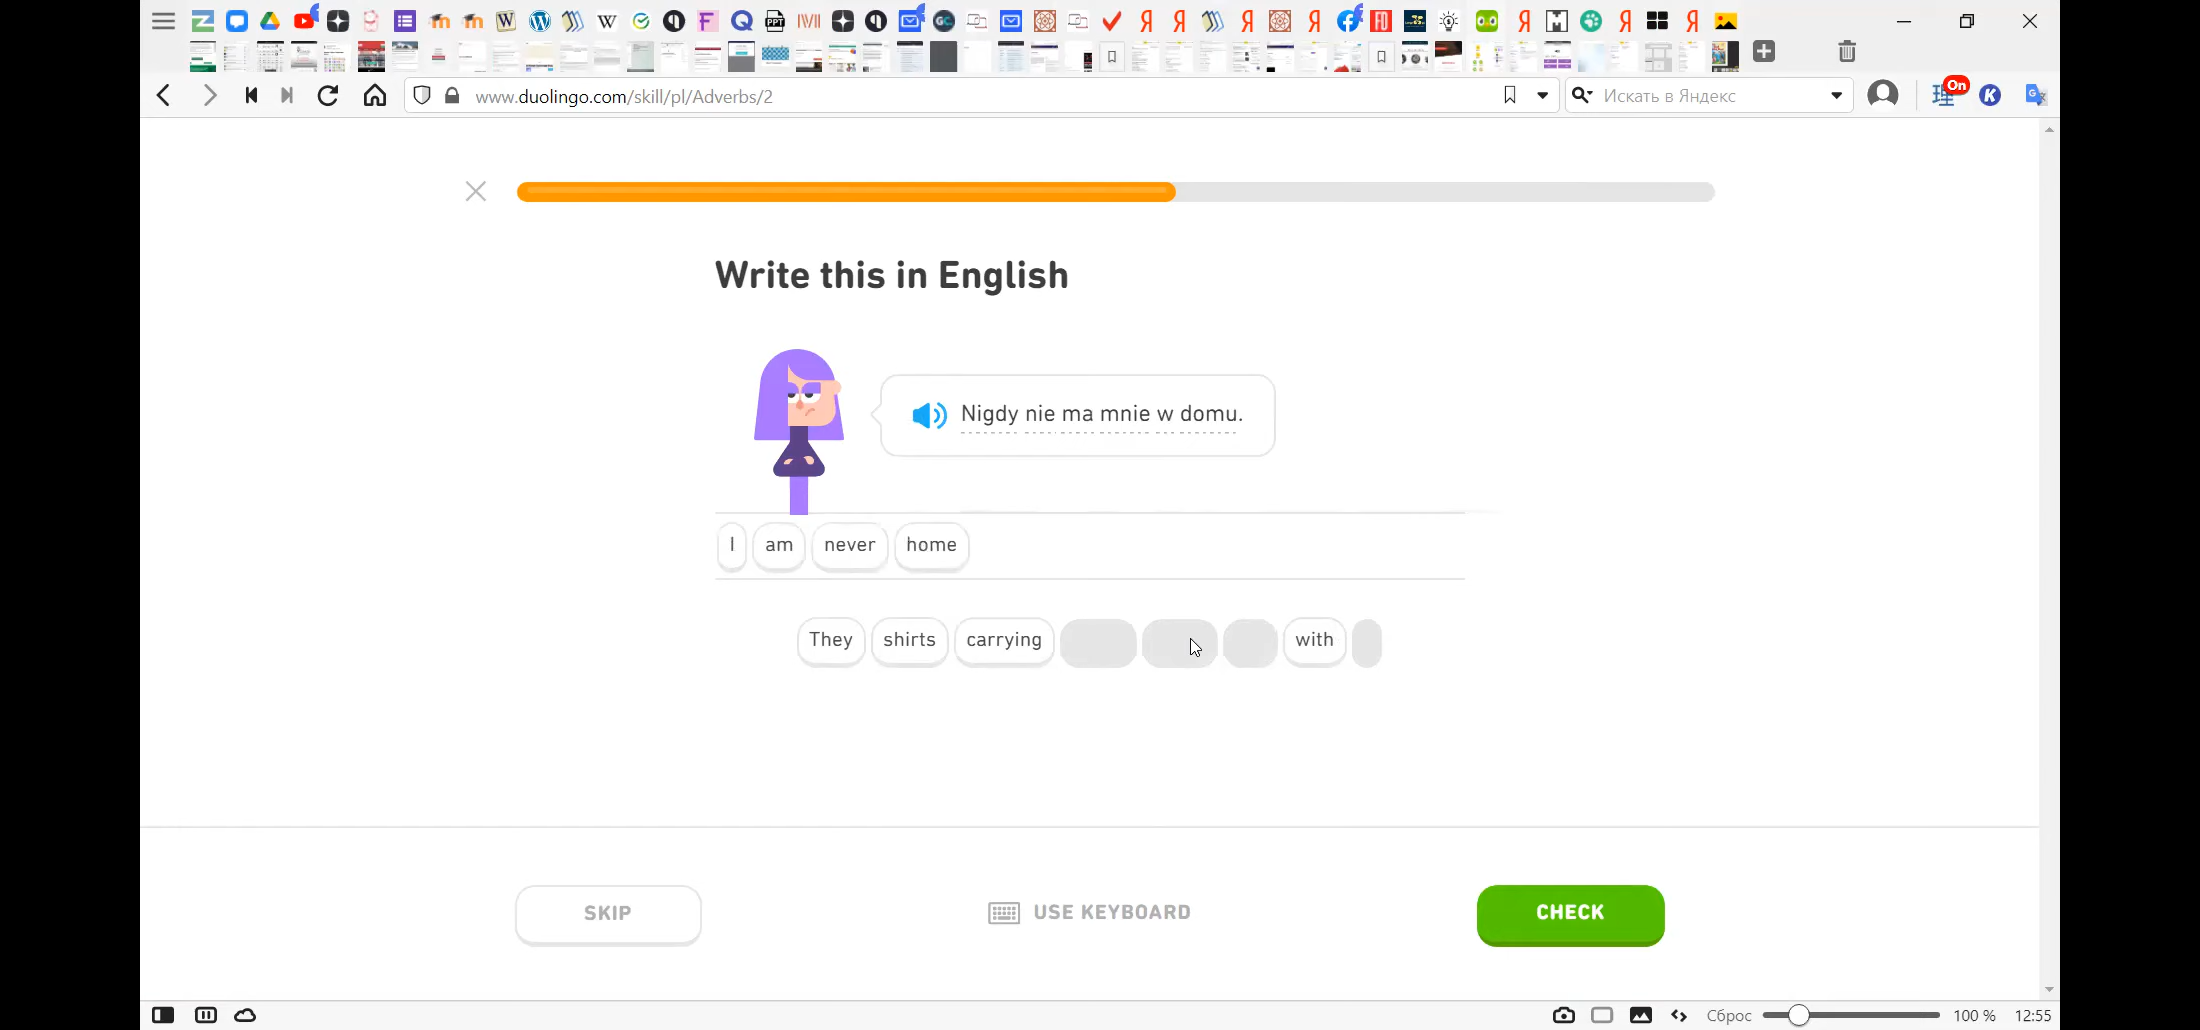 www.duolingo.com/skill/pl/Adverbs/2
Искать в Яндекс
On
Write this in English
Nigdy nie ma mnie w domu.
I am never home
They shirts carrying with
SKIP
USE KEYBOARD
CHECK
Сброс
100 %
12:55